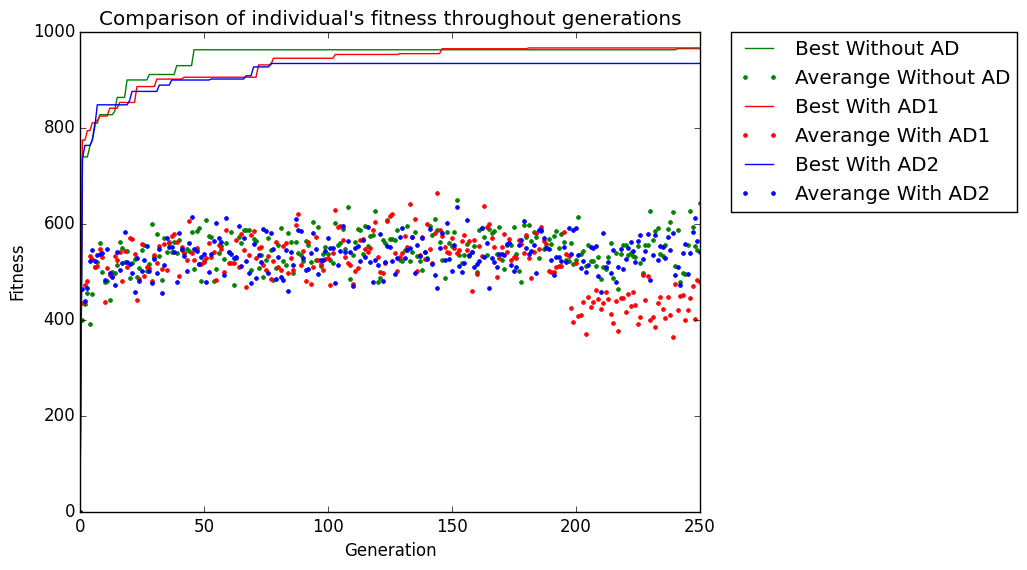 Comparison of individual's fitness throughout generations
1000
800
600
400
200
0
Fitness
0 50 100 150 200 250
Generation
Best Without AD
Averange Without AD
Best With AD1
Averange With AD1
Best With AD2
Averange With AD2